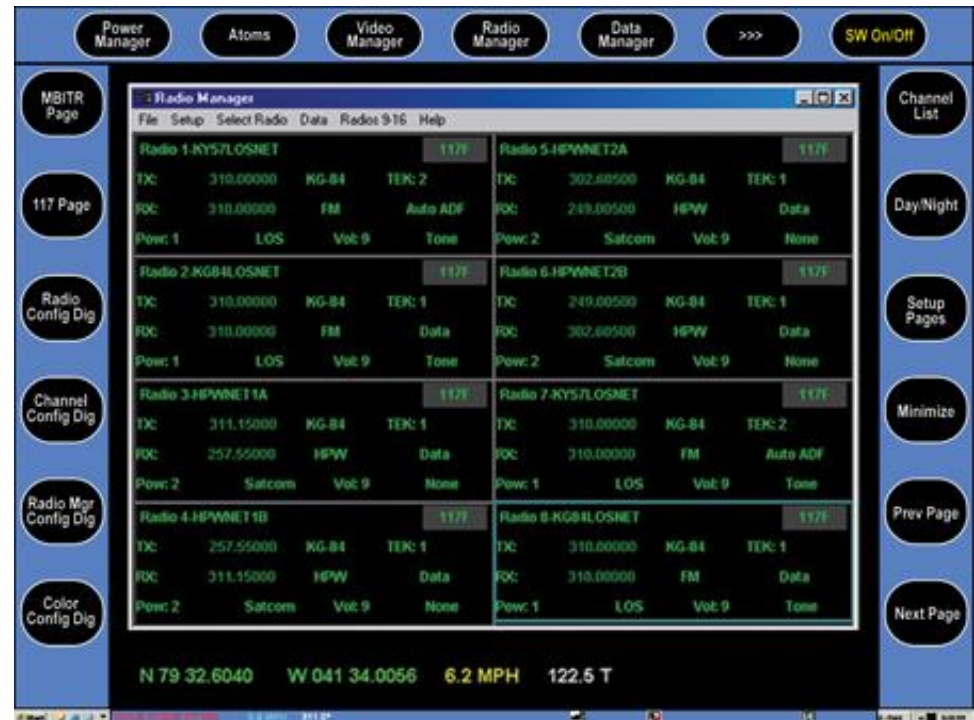 Power Manager
Atoms
Video Manager
Radio Manager
Data Manager
>>>
SW On/Off
MBITR Page
117 Page
Radio Config Dig
Channel Config Dig
Radio Mgr Config Dig
Color Config Dig
Radio Manager
File Setup Select Radio Data Radios 9-16 Help
Radio 1-KY57LOSNET 117F
TX: 310.00000 KG-84 TEK: 2
RX: 310.00000 FM Auto ADF
Pow: 1 LOS Vol: 9 Tone
Radio 2-KG84LOSNET 117F
TX: 310.00000 KG-84 TEK: 1
RX: 310.00000 FM Data
Pow: 1 LOS Vol: 9 Tone
Radio 3-HPWNET1A 117F
TX: 311.15000 KG-84 TEK: 1
RX: 257.55000 HPW Data
Pow: 2 Satcom Vol: 9 None
Radio 4-HPWNET1B 117F
TX: 257.55000 KG-84 TEK: 1
RX: 311.15000 HPW Data
Pow: 2 Satcom Vol: 9 None
Radio 5-HPWNET2A 117F
TX: 302.60500 KG-84 TEK: 1
RX: 249.00500 HPW Data
Pow: 2 Satcom Vol: 9 None
Radio 6-HPWNET2B 117F
TX: 249.00500 KG-84 TEK: 1
RX: 302.60500 HPW Data
Pow: 2 Satcom Vol: 9 None
Radio 7-KY57LOSNET 117F
TX: 310.00000 KG-84 TEK: 2
RX: 310.00000 FM Auto ADF
Pow: 1 LOS Vol: 9 Tone
Radio 8-KG84LOSNET 117F
TX: 310.00000 KG-84 TEK: 1
RX: 310.00000 FM Data
Pow: 1 LOS Vol: 9 Tone
Channel List
Day/Night
Setup Pages
Minimize
Prev Page
Next Page
N 79 32.6040 W 041 34.0056 6.2 MPH 122.5 T